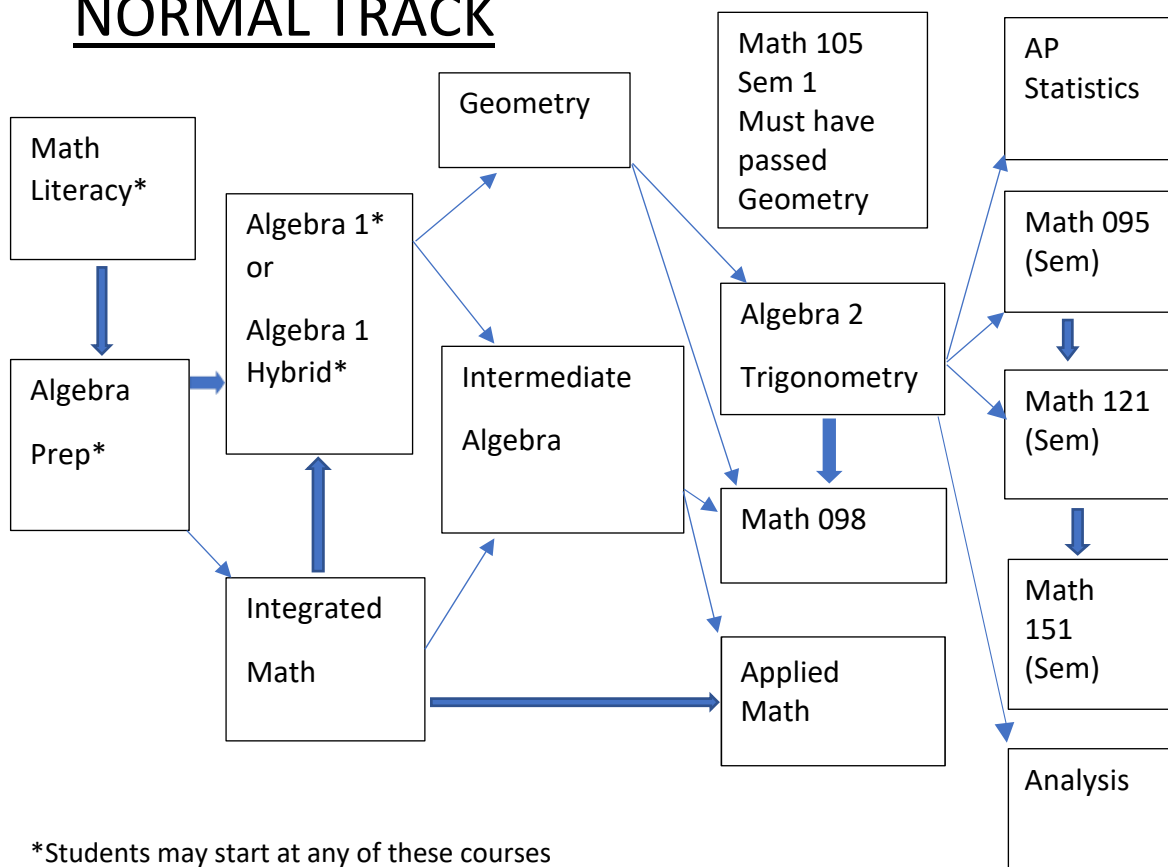 NORMAL TRACK
Math
Literacy*
Algebra
Prep*
Algebra 1*
or
Algebra 1
Hybrid*
Integrated
Math
Geometry
Intermediate
Algebra
Math 105
Sem 1
Must have
passed
Geometry
Algebra 2
Trigonometry
Math 098
Applied
Math
AP
Statistics
Math 095
(Sem)
Math 121
(Sem)
Math
151
(Sem)
Analysis
*Students may start at any of these courses